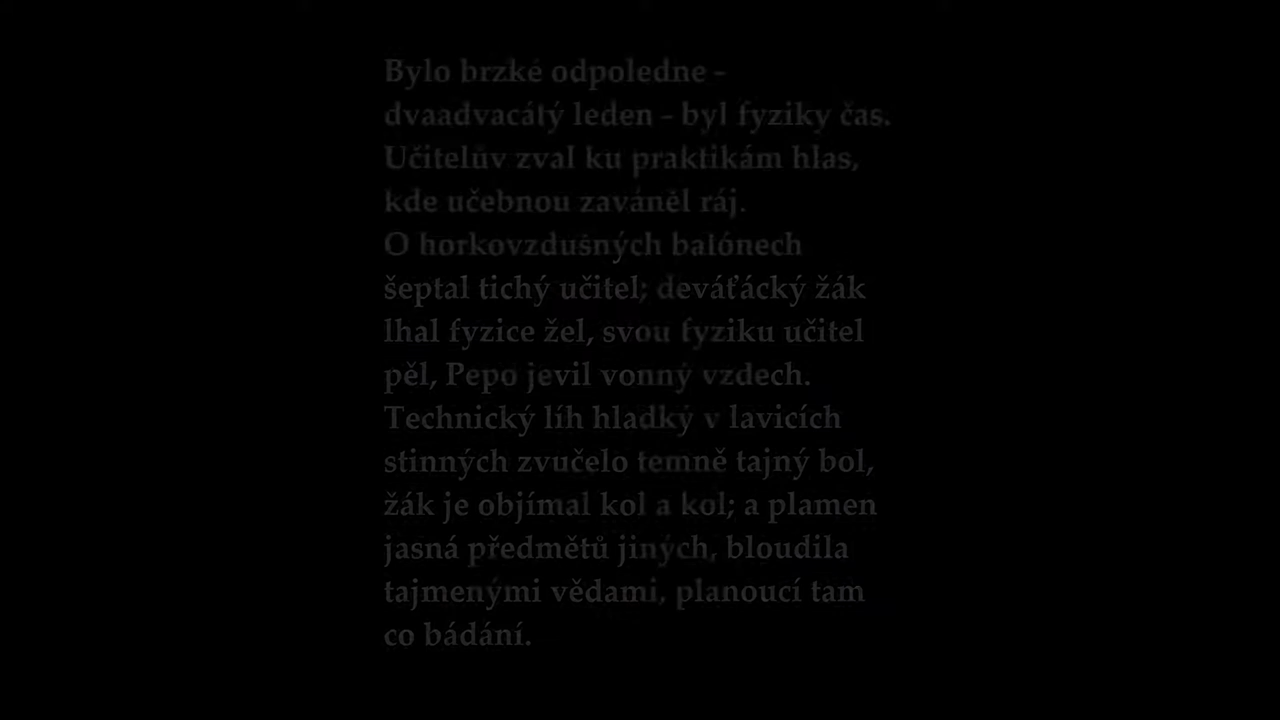 Bylo brzké odpoledne -
dvaadvacátý leden - byl fyziky čas.
Učitelův zval ku praktikám hlas,
kde učebnou zaváněl ráj.
O horkovzdušných balónech
šeptal tichý učitel; deváťácký žák
lhal fyzice žel, svou fyziku učitel
pěl, Pepo jevil vonný vzdech.
Technický líh hladký v lavicích
stinných zvučelo temně tajný bol,
žák je objímal kol a kol; a plamen
jasná předmětů jiných, bloudila
tajmenými vědami, planoucí tam
co bádání.